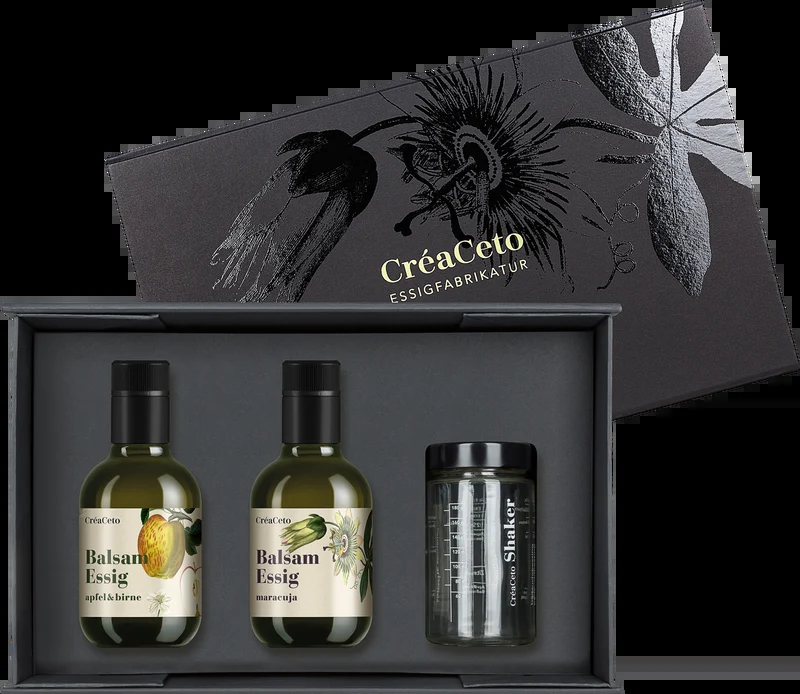 CréaCeto
ESSIGFABRIKATUR
CréaCeto
Balsam
Essig
apfel&birne
CréaCeto
Balsam
Essig
maracuja
CréaCeto Shaker